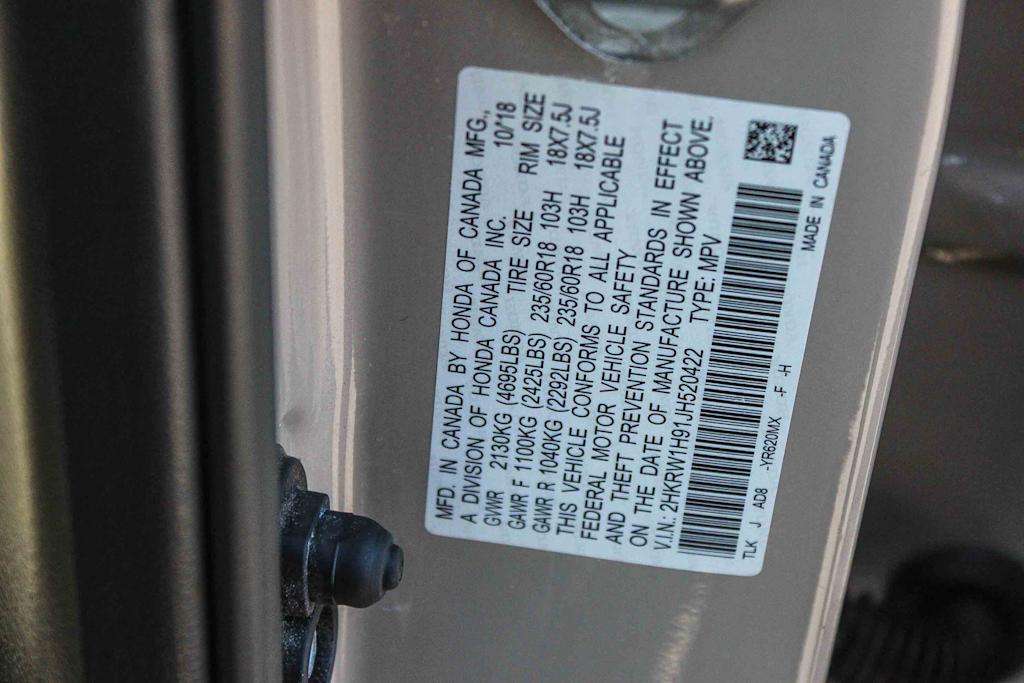 MFD. IN CANADA BY HONDA OF CANADA MFG.,
A DIVISION OF HONDA CANADA INC. 10/18
GVWR 2130KG (4695LBS) TIRE SIZE RIM SIZE
GAWR F 1100KG (2425LBS) 235/60R18 103H 18X7.5J
GAWR R 1040KG (2292LBS) 235/60R18 103H 18X7.5J
THIS VEHICLE CONFORMS TO ALL APPLICABLE
FEDERAL MOTOR VEHICLE SAFETY
AND THEFT PREVENTION STANDARDS IN EFFECT
ON THE DATE OF MANUFACTURE SHOWN ABOVE.
V.I.N.: 2HKRW1H91JH520422 TYPE: MPV
TLK J AD8 -YR620MX -F -H
MADE IN CANADA